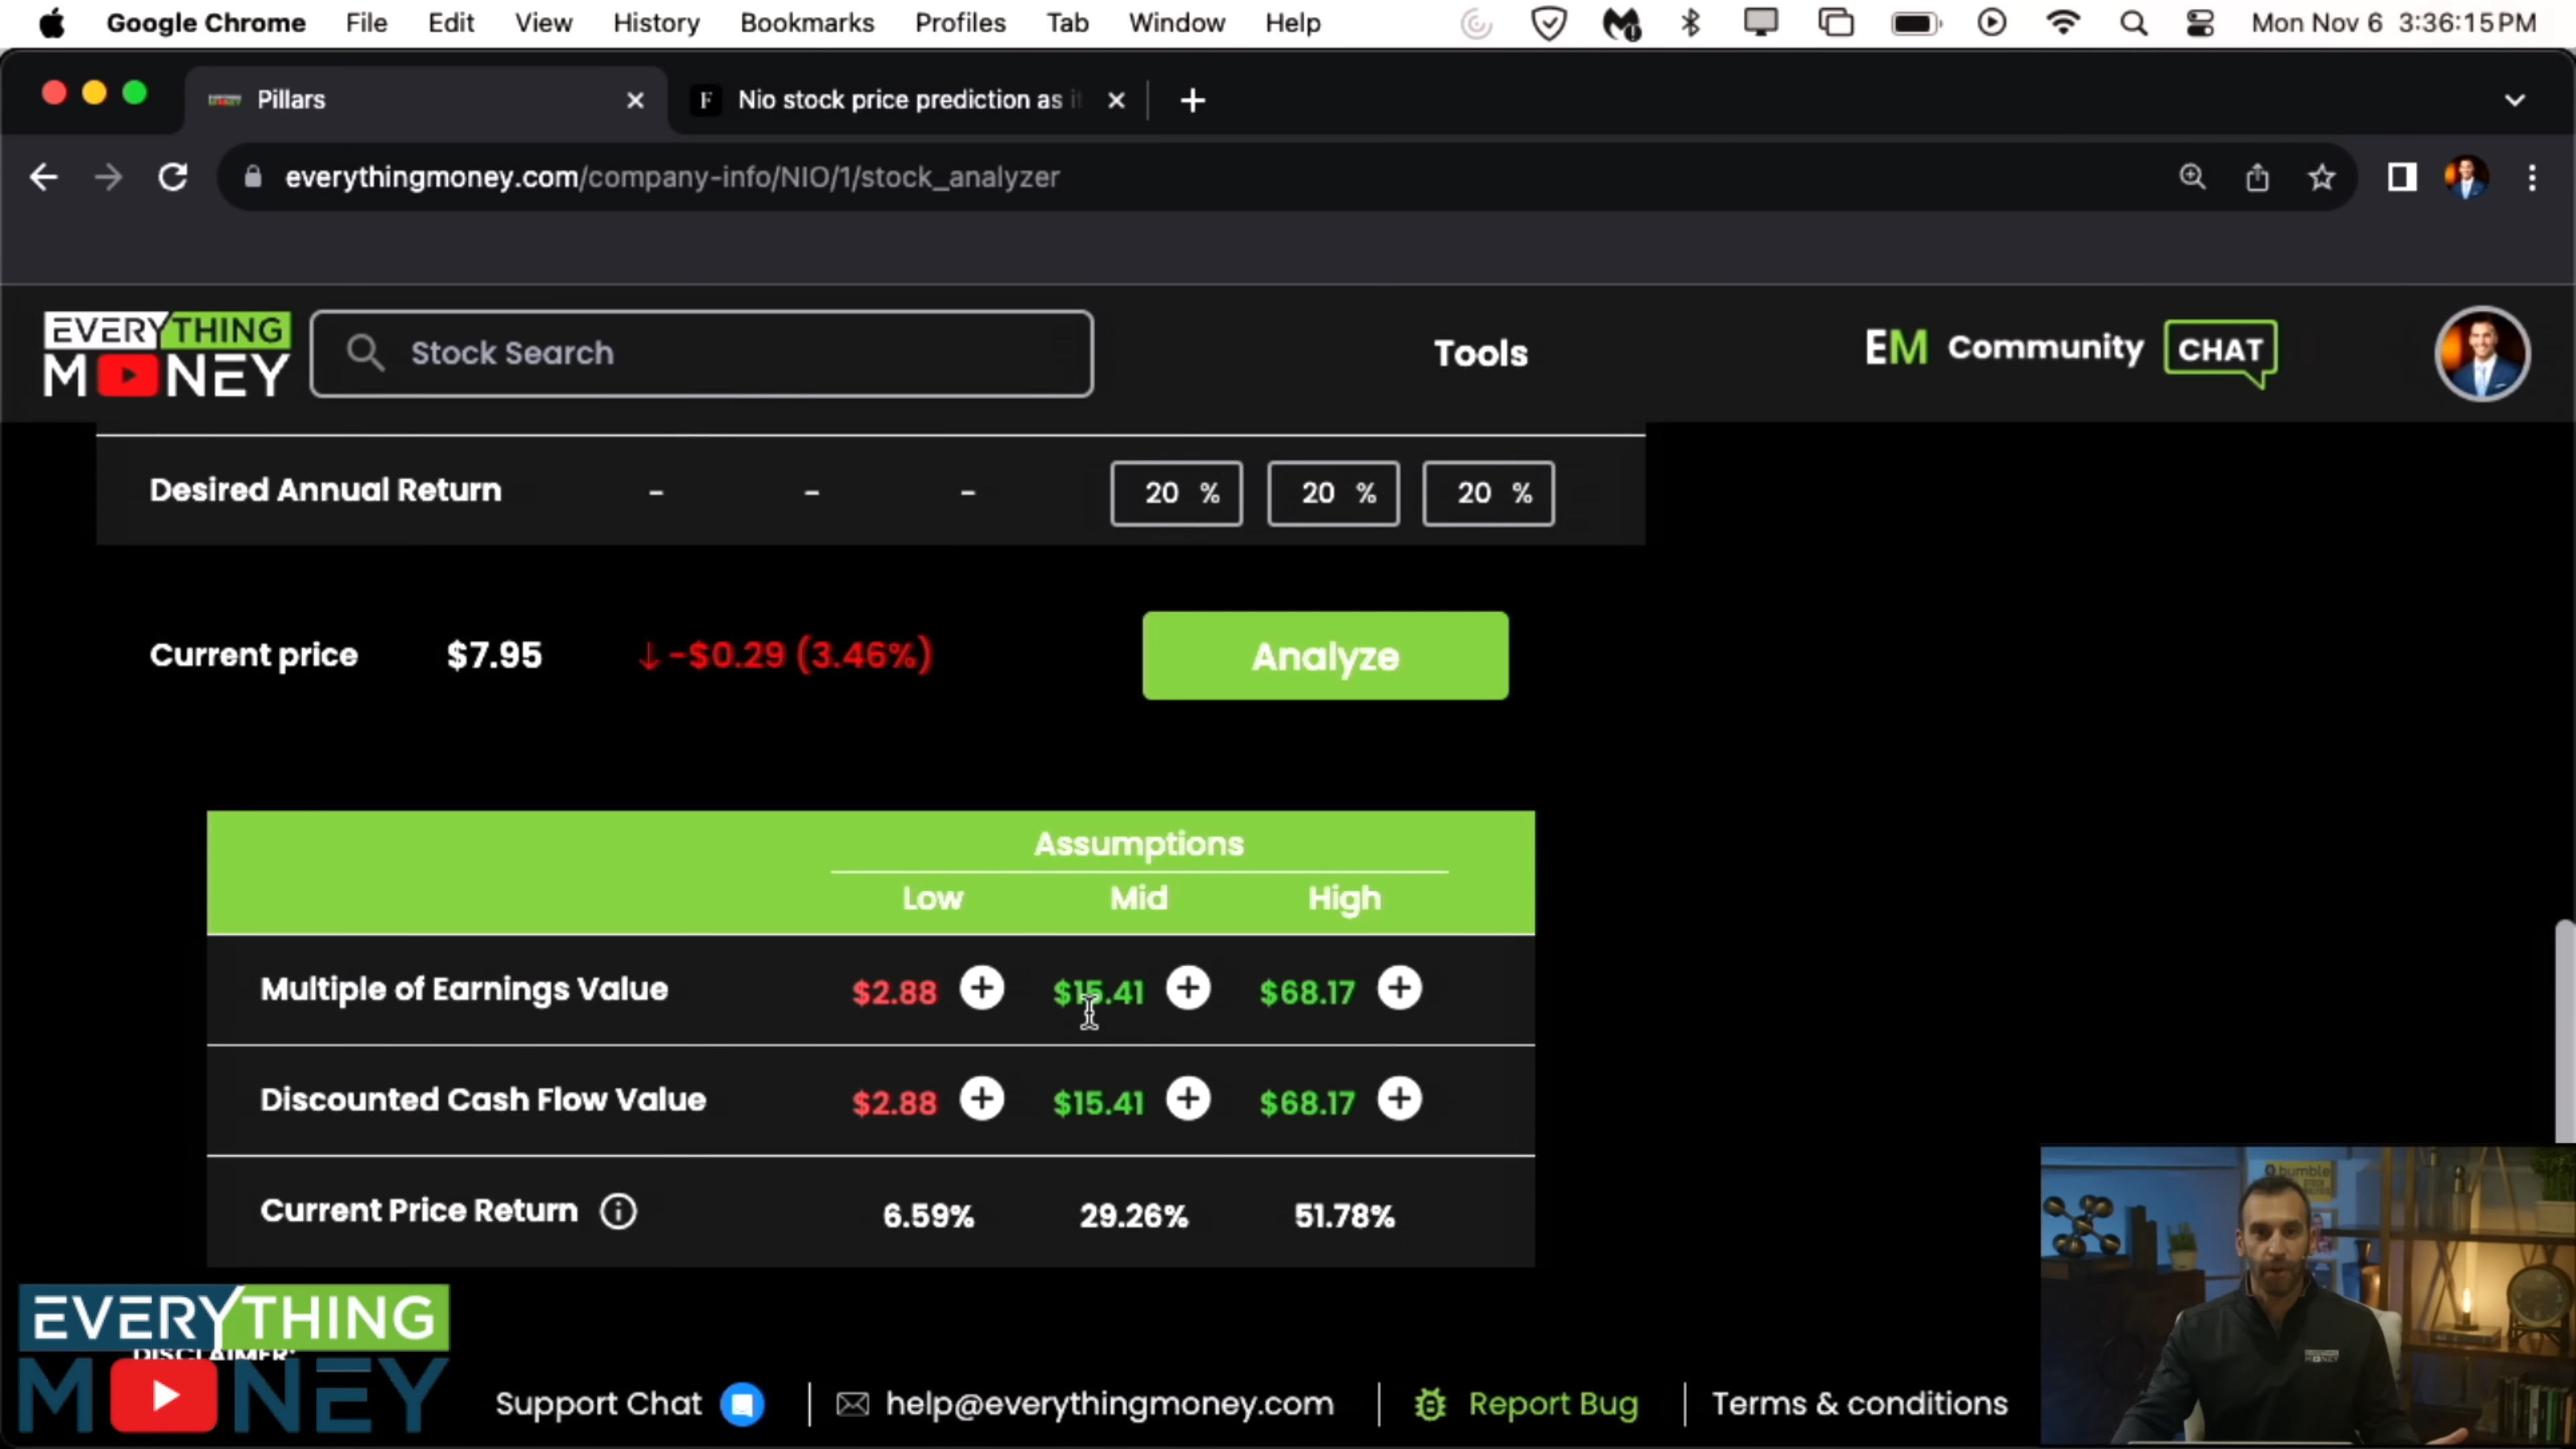 Google Chrome File Edit View History Bookmarks Profiles Tab Window Help Mon Nov 6 3:36:15 PM
Pillars
Nio stock price prediction as
everythingmoney.com/company-info/NIO/1/stock_analyzer
EVERYTHING
MONEY
Stock Search
Tools
EM Community CHAT
Desired Annual Return - - - 20 % 20 % 20 %
Current price $7.95 ↓ -$0.29 (3.46%) Analyze
Assumptions
Low Mid High
Multiple of Earnings Value $2.88 + $15.41 + $68.17 +
Discounted Cash Flow Value $2.88 + $15.41 + $68.17 +
Current Price Return 6.59% 29.26% 51.78%
EVERYTHING
MONEY
DISCLAIMER:
Support Chat | help@everythingmoney.com | Report Bug | Terms & conditions
bumble